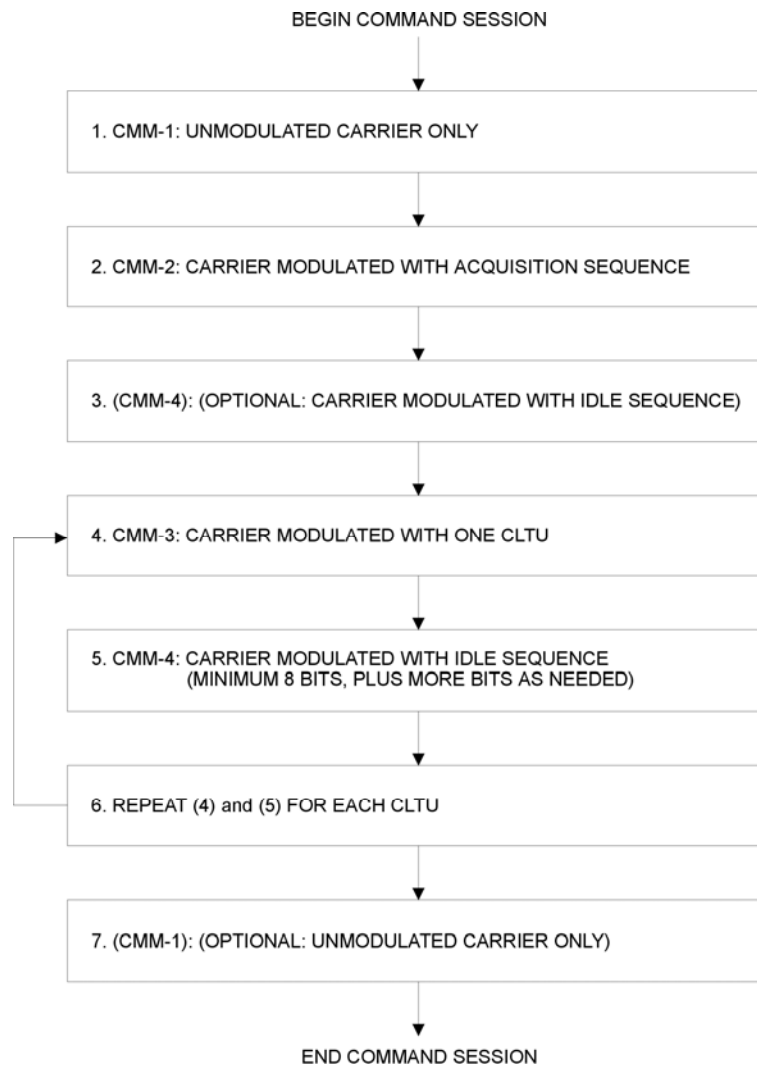 BEGIN COMMAND SESSION
1. CMM-1: UNMODULATED CARRIER ONLY
2. CMM-2: CARRIER MODULATED WITH ACQUISITION SEQUENCE
3. (CMM-4): (OPTIONAL: CARRIER MODULATED WITH IDLE SEQUENCE)
4. CMM-3: CARRIER MODULATED WITH ONE CLTU
5. CMM-4: CARRIER MODULATED WITH IDLE SEQUENCE
(MINIMUM 8 BITS, PLUS MORE BITS AS NEEDED)
6. REPEAT (4) and (5) FOR EACH CLTU
7. (CMM-1): (OPTIONAL: UNMODULATED CARRIER ONLY)
END COMMAND SESSION